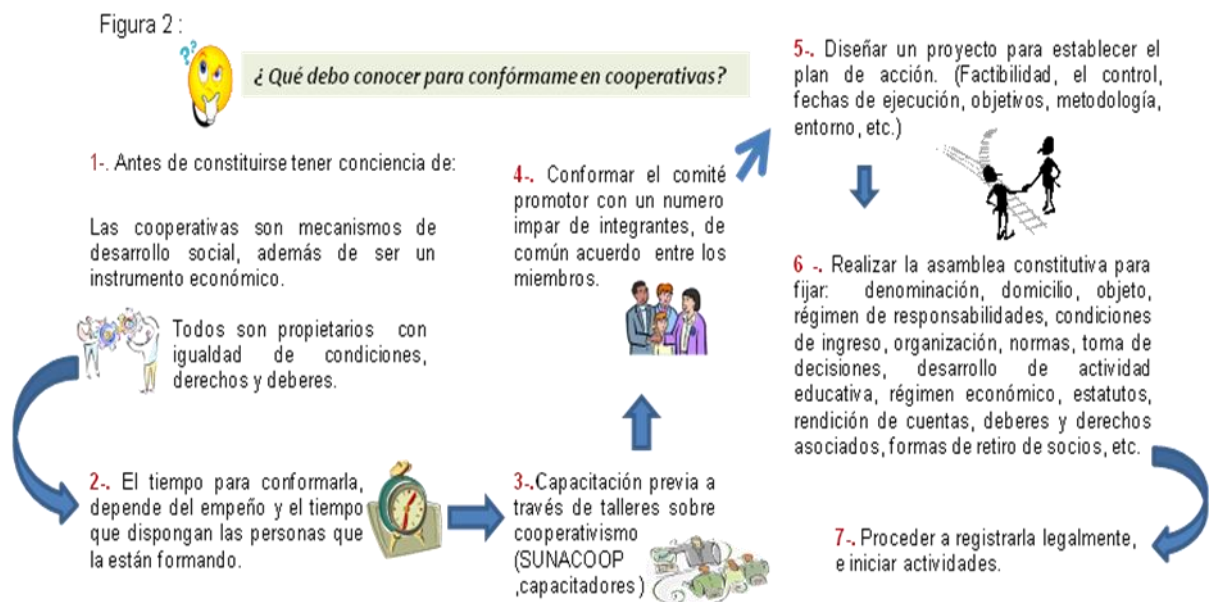 Figura 2 :
??
¿ Qué debo conocer para confórmame en cooperativas?
1-. Antes de constituirse tener conciencia de:
Las cooperativas son mecanismos de
desarrollo social, además de ser un
instrumento económico.
Todos son propietarios con
igualdad de condiciones,
derechos y deberes.
2-. El tiempo para conformarla,
depende del empeño y el tiempo
que dispongan las personas que
la están formando.
3-.Capacitación previa a
través de talleres sobre
cooperativismo
(SUNACOOP
,capacitadores )
4-. Conformar el comité
promotor con un numero
impar de integrantes, de
común acuerdo entre los
miembros.
5-. Diseñar un proyecto para establecer el
plan de acción. (Factibilidad, el control,
fechas de ejecución, objetivos, metodología,
entorno, etc.)
6 -. Realizar la asamblea constitutiva para
fijar: denominación, domicilio, objeto,
régimen de responsabilidades, condiciones
de ingreso, organización, normas, toma de
decisiones, desarrollo de actividad
educativa, régimen económico, estatutos,
rendición de cuentas, deberes y derechos
asociados, formas de retiro de socios, etc.
7-. Proceder a registrarla legalmente,
e iniciar actividades.